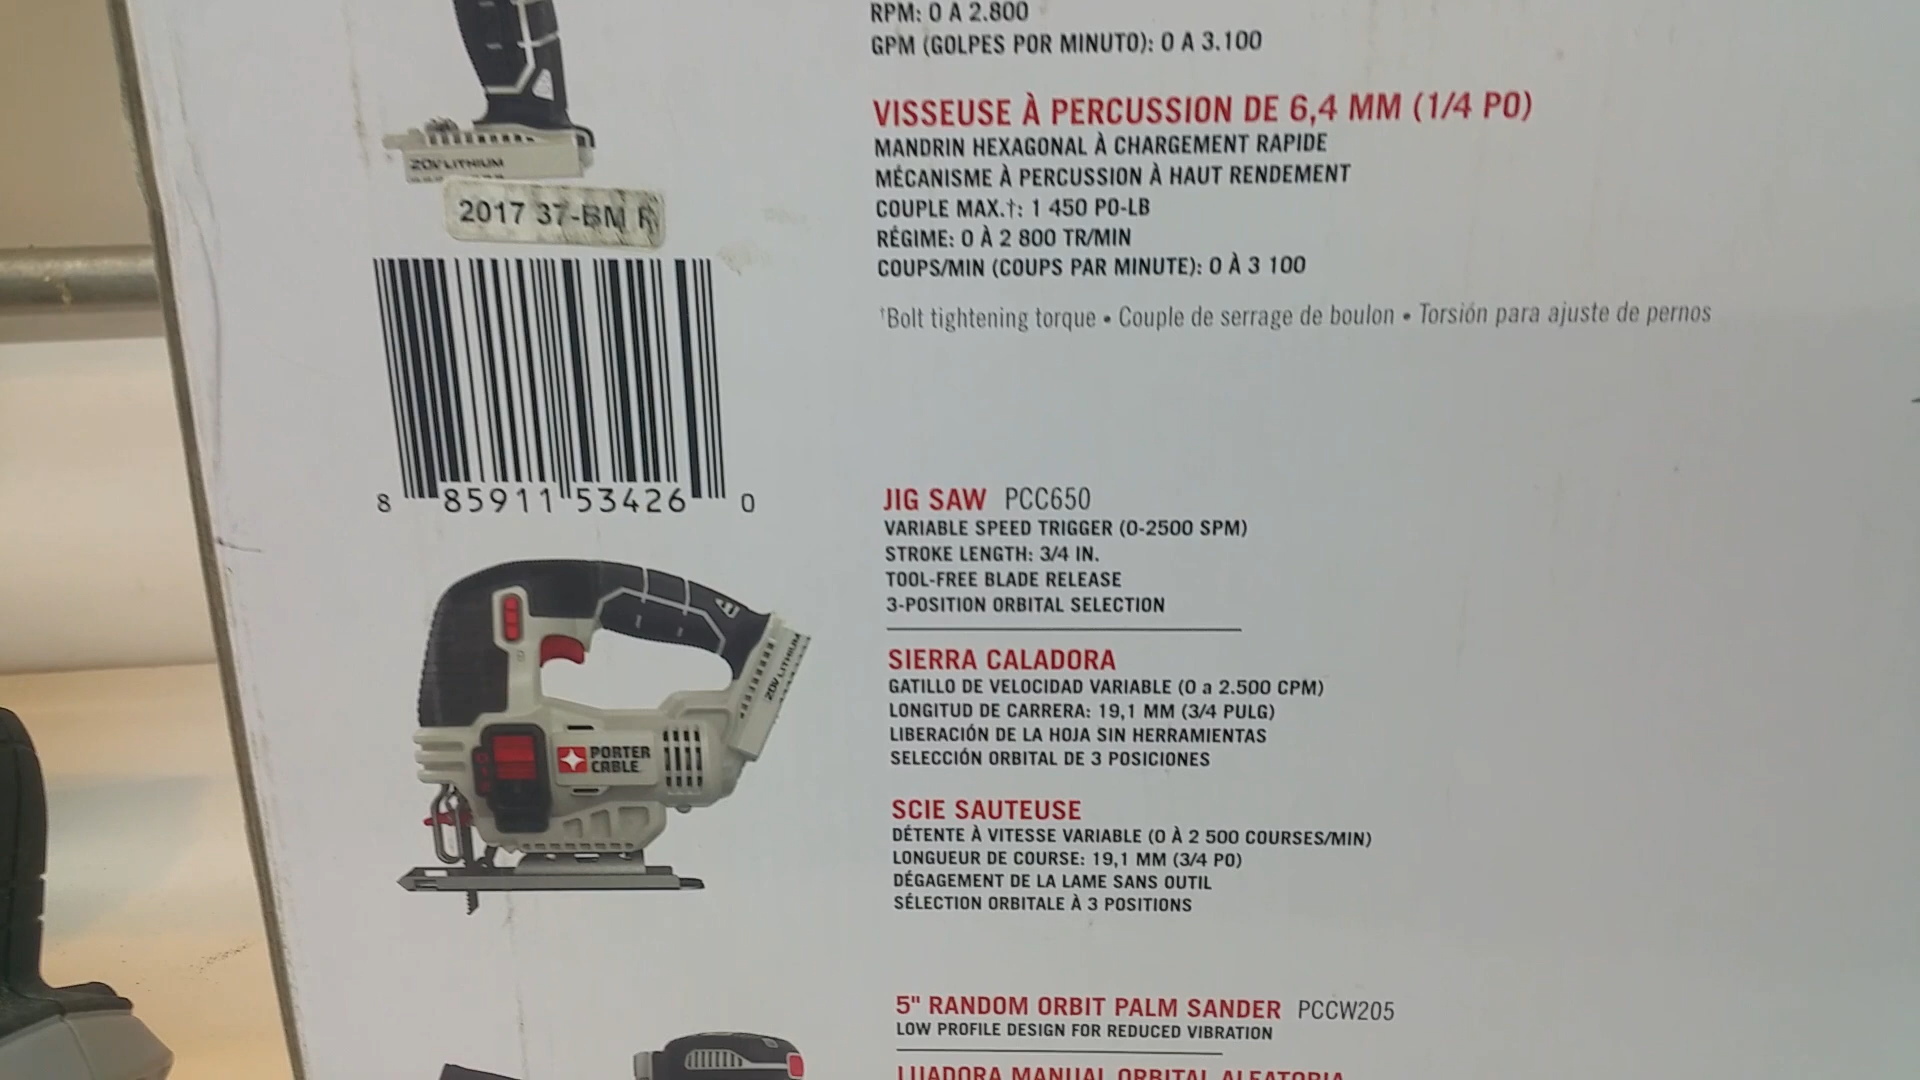 RPM: 0 A 2.800
GPM (GOLPES POR MINUTO): 0 A 3.100
VISSEUSE À PERCUSSION DE 6,4 MM (1/4 PO)
MANDRIN HEXAGONAL À CHARGEMENT RAPIDE
MÉCANISME À PERCUSSION À HAUT RENDEMENT
COUPLE MAX.†: 1 450 PO-LB
RÉGIME: 0 À 2 800 TR/MIN
COUPS/MIN (COUPS PAR MINUTE): 0 À 3 100
†Bolt tightening torque • Couple de serrage de boulon • Torsión para ajuste de pernos
20V LITHIUM
2017 37-BM
8 85911 53426 0
JIG SAW PCC650
VARIABLE SPEED TRIGGER (0-2500 SPM)
STROKE LENGTH: 3/4 IN.
TOOL-FREE BLADE RELEASE
3-POSITION ORBITAL SELECTION
SIERRA CALADORA
GATILLO DE VELOCIDAD VARIABLE (0 a 2.500 CPM)
LONGITUD DE CARRERA: 19,1 MM (3/4 PULG)
LIBERACIÓN DE LA HOJA SIN HERRAMIENTAS
SELECCIÓN ORBITAL DE 3 POSICIONES
SCIE SAUTEUSE
DÉTENTE À VITESSE VARIABLE (0 À 2 500 COURSES/MIN)
LONGUEUR DE COURSE: 19,1 MM (3/4 PO)
DÉGAGEMENT DE LA LAME SANS OUTIL
SÉLECTION ORBITALE À 3 POSITIONS
20V LITHIUM
PORTER
CABLE
5" RANDOM ORBIT PALM SANDER PCCW205
LOW PROFILE DESIGN FOR REDUCED VIBRATION
LIJADORA MANUAL ORBITAL ALEATORIA